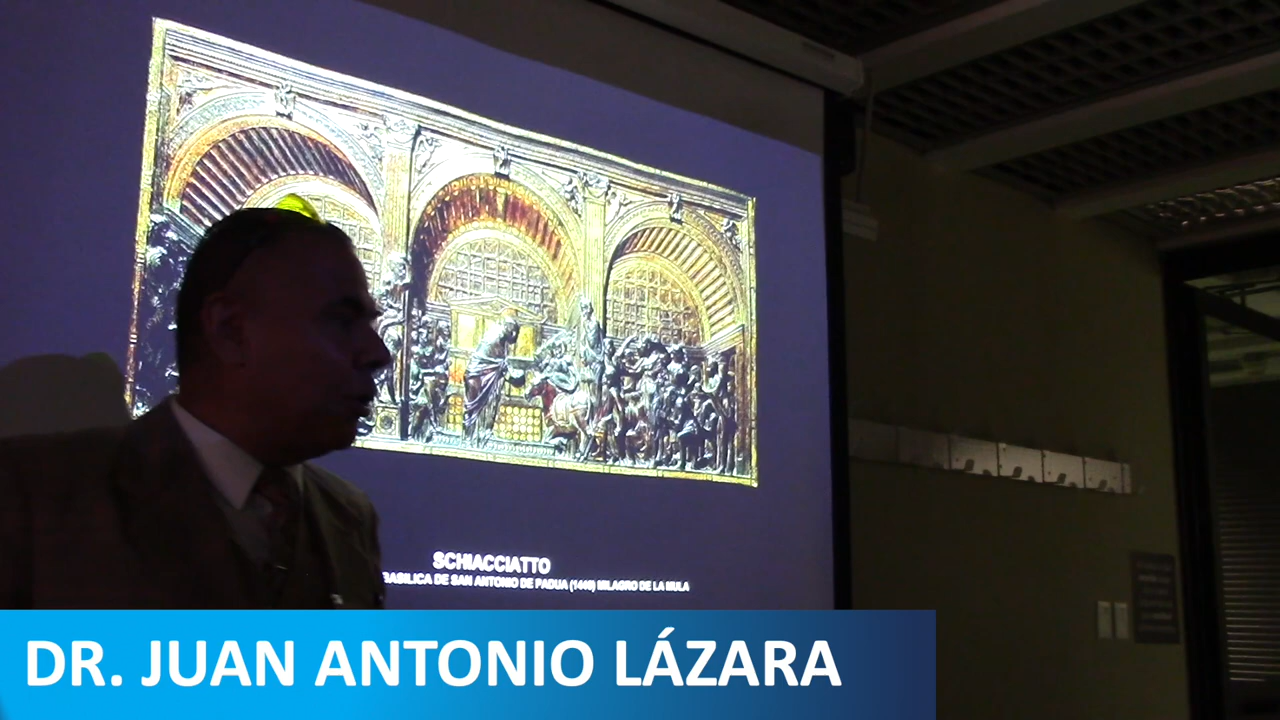 SCHIACCIATTO
BASILICA DE SAN ANTONIO DE PADUA (1446) MILAGRO DE LA MULA
DR. JUAN ANTONIO LÁZARA